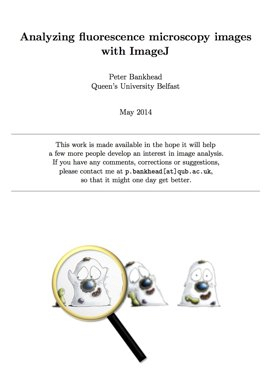 Analyzing fluorescence microscopy images
with ImageJ
Peter Bankhead
Queen's University Belfast
May 2014
This work is made available in the hope it will help
a few more people develop an interest in image analysis.
If you have any comments, corrections or suggestions,
please contact me at p.bankhead[at]qub.ac.uk,
so that it might one day get better.